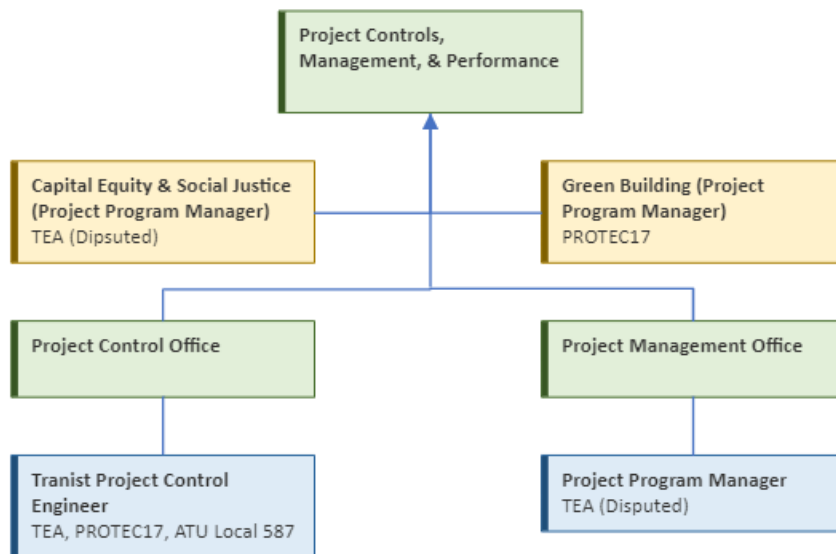 Project Controls,
Management, & Performance
Capital Equity & Social Justice
(Project Program Manager)
TEA (Dipsuted)
Green Building (Project
Program Manager)
PROTEC17
Project Control Office
Project Management Office
Tranist Project Control
Engineer
TEA, PROTEC17, ATU Local 587
Project Program Manager
TEA (Disputed)